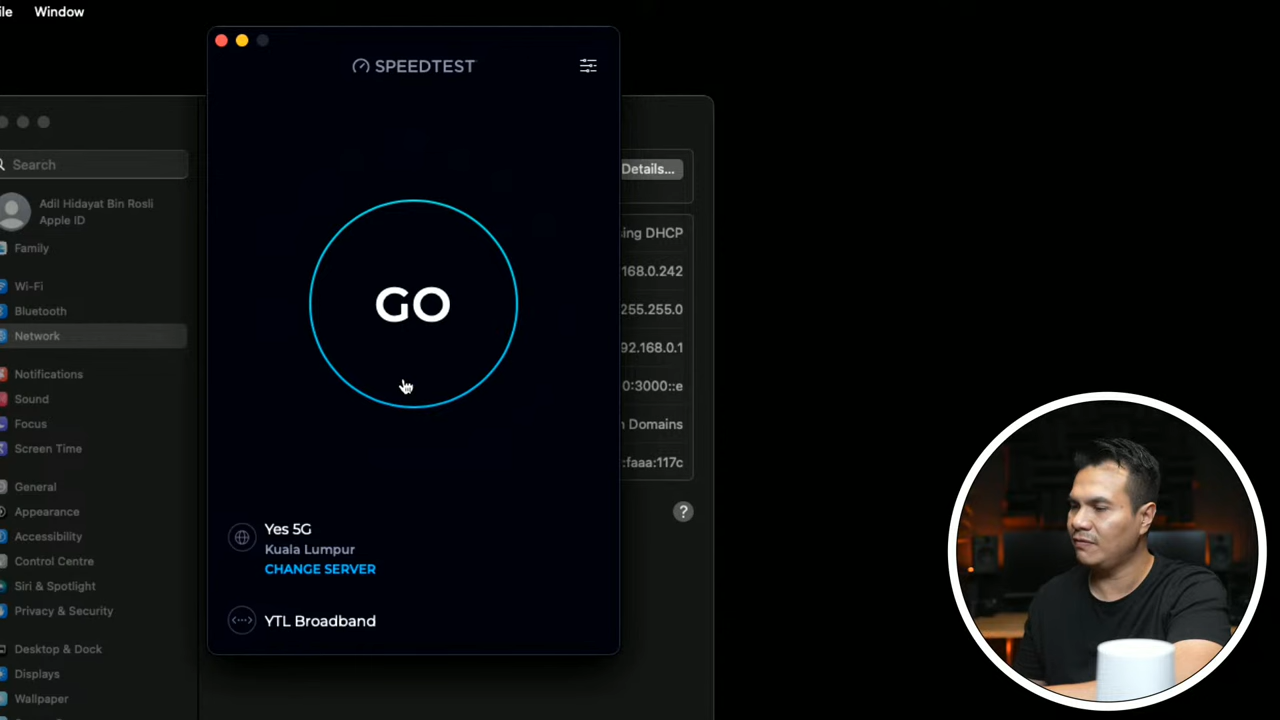 Window
SPEEDTEST
Search
Details...
Adil Hidayat Bin Rosli
Apple ID
DHCP
Family
168.0.242
Wi-Fi
255.255.0
Bluetooth
GO
Network
92.168.0.1
Notifications
0:3000::e
Sound
Focus
Domains
Screen Time
:faaa:117c
General
Appearance
?
Accessibility
Yes 5G
Kuala Lumpur
Control Centre
CHANGE SERVER
Siri & Spotlight
Privacy & Security
YTL Broadband
Desktop & Dock
Displays
Wallpaper